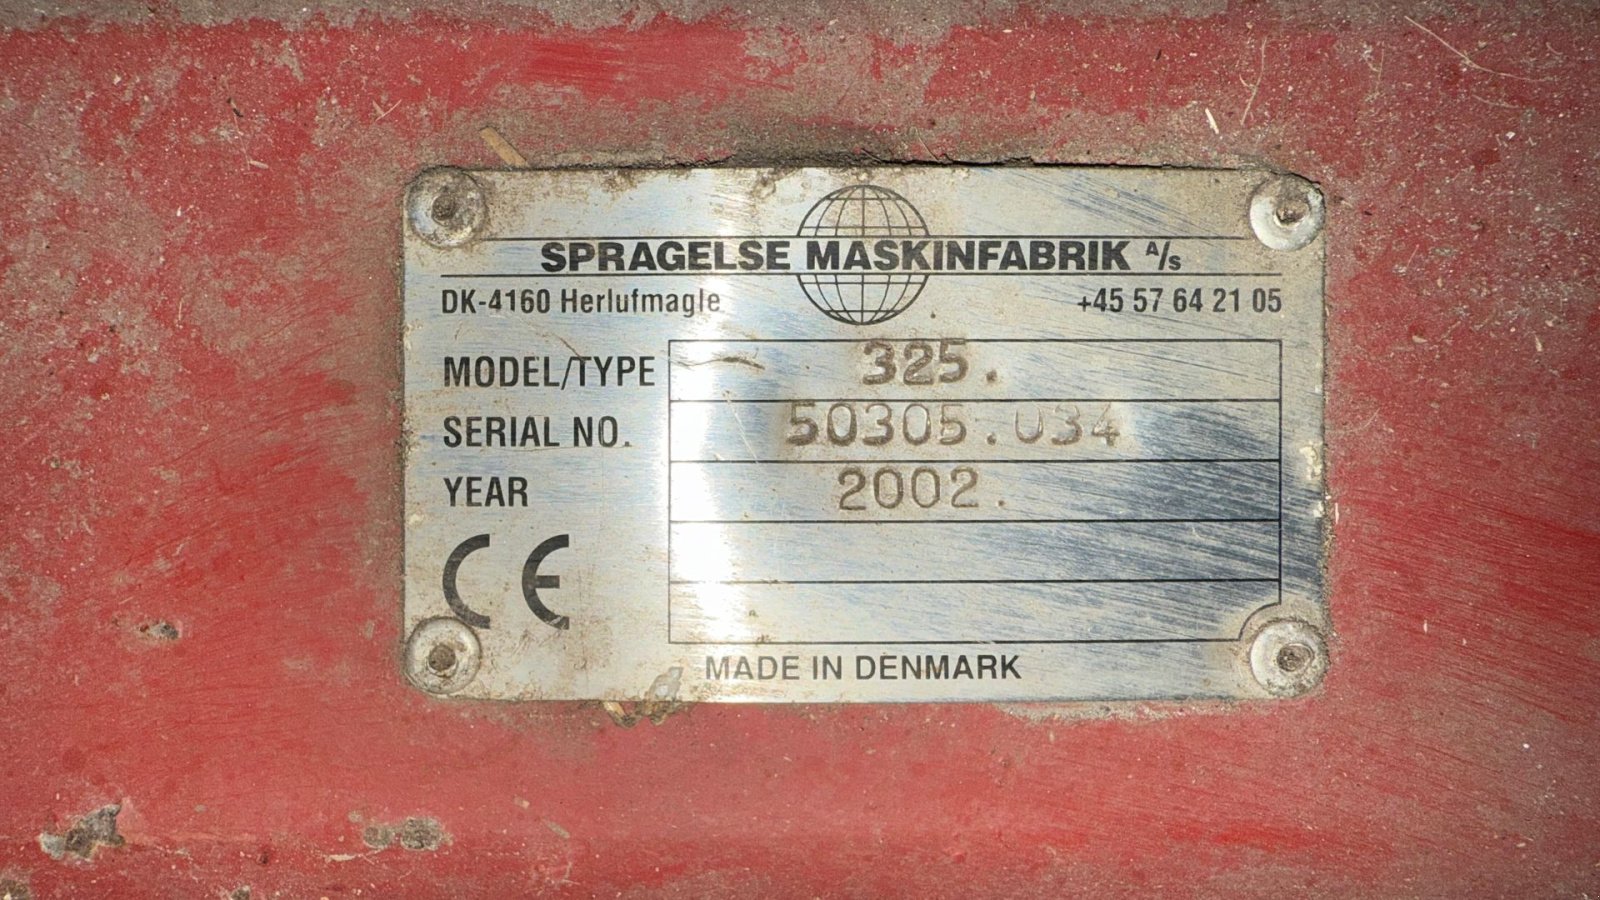 SPRAGELSE MASKINFABRIK A/S
DK-4160 Herlufmagle +45 57 64 21 05
MODEL/TYPE 325.
SERIAL NO. 50305.034
YEAR 2002.
CE
MADE IN DENMARK